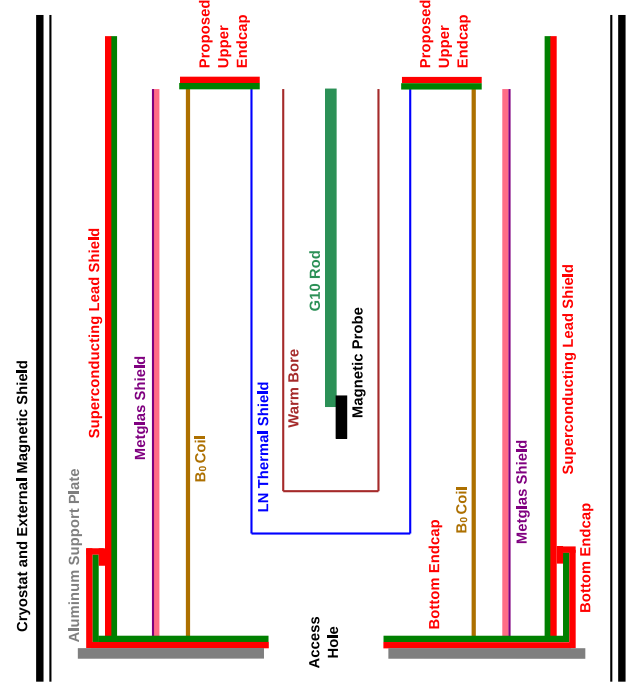 Proposed
Upper
Endcap
Proposed
Upper
Endcap
Cryostat and External Magnetic Shield
Aluminum Support Plate
Superconducting Lead Shield
Metglas Shield
B0 Coil
LN Thermal Shield
Warm Bore
G10 Rod
Magnetic Probe
Access
Hole
Bottom Endcap
B0 Coil
Metglas Shield
Superconducting Lead Shield
Bottom Endcap